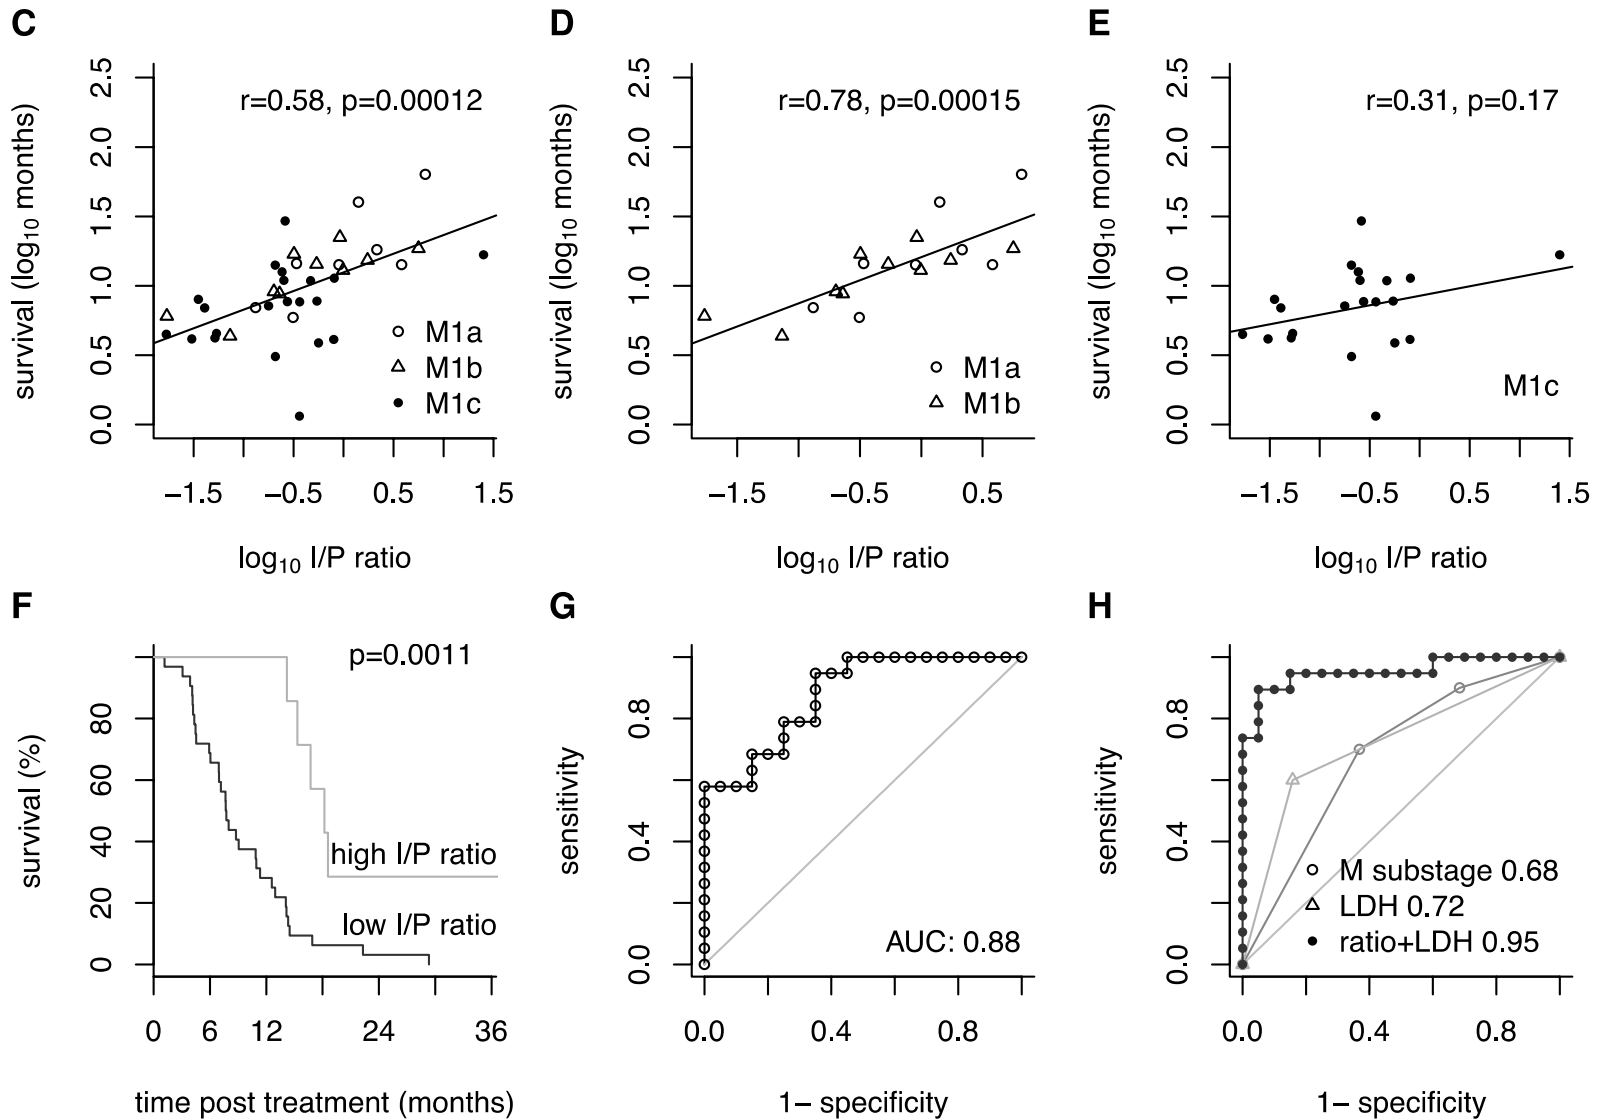 C
survival (log10 months)
2.5
2.0
1.5
1.0
0.5
0.0
r=0.58, p=0.00012
M1a
M1b
M1c
−1.5 −0.5 0.5 1.5
log10 I/P ratio
D
survival (log10 months)
2.5
2.0
1.5
1.0
0.5
0.0
r=0.78, p=0.00015
M1a
M1b
−1.5 −0.5 0.5
log10 I/P ratio
E
survival (log10 months)
2.5
2.0
1.5
1.0
0.5
0.0
r=0.31, p=0.17
M1c
−1.5 −0.5 0.5 1.5
log10 I/P ratio
F
survival (%)
80
60
40
20
0
p=0.0011
high I/P ratio
low I/P ratio
0 6 12 24 36
time post treatment (months)
G
sensitivity
0.8
0.4
0.0
AUC: 0.88
0.0 0.4 0.8
1− specificity
H
sensitivity
0.8
0.4
0.0
M substage 0.68
LDH 0.72
ratio+LDH 0.95
0.0 0.4 0.8
1− specificity